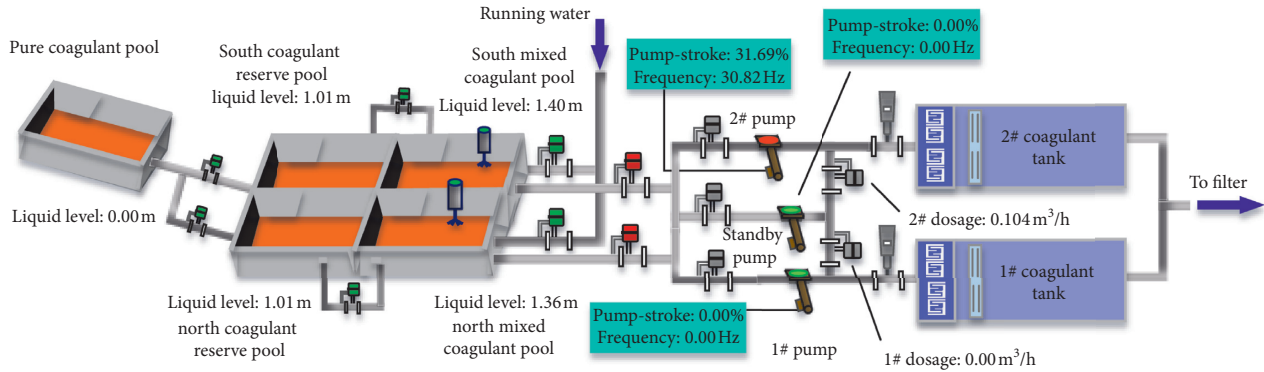 Running water
Pure coagulant pool
South coagulant
reserve pool
liquid level: 1.01 m
South mixed
coagulant pool
Liquid level: 1.40 m
Pump-stroke: 31.69%
Frequency: 30.82 Hz
Pump-stroke: 0.00%
Frequency: 0.00 Hz
2# pump
2# coagulant
tank
To filter
Liquid level: 0.00 m
2# dosage: 0.104 m³/h
Standby
pump
1# coagulant
tank
Liquid level: 1.01 m
north coagulant
reserve pool
Liquid level: 1.36 m
north mixed
coagulant pool
Pump-stroke: 0.00%
Frequency: 0.00 Hz
1# pump
1# dosage: 0.00 m³/h